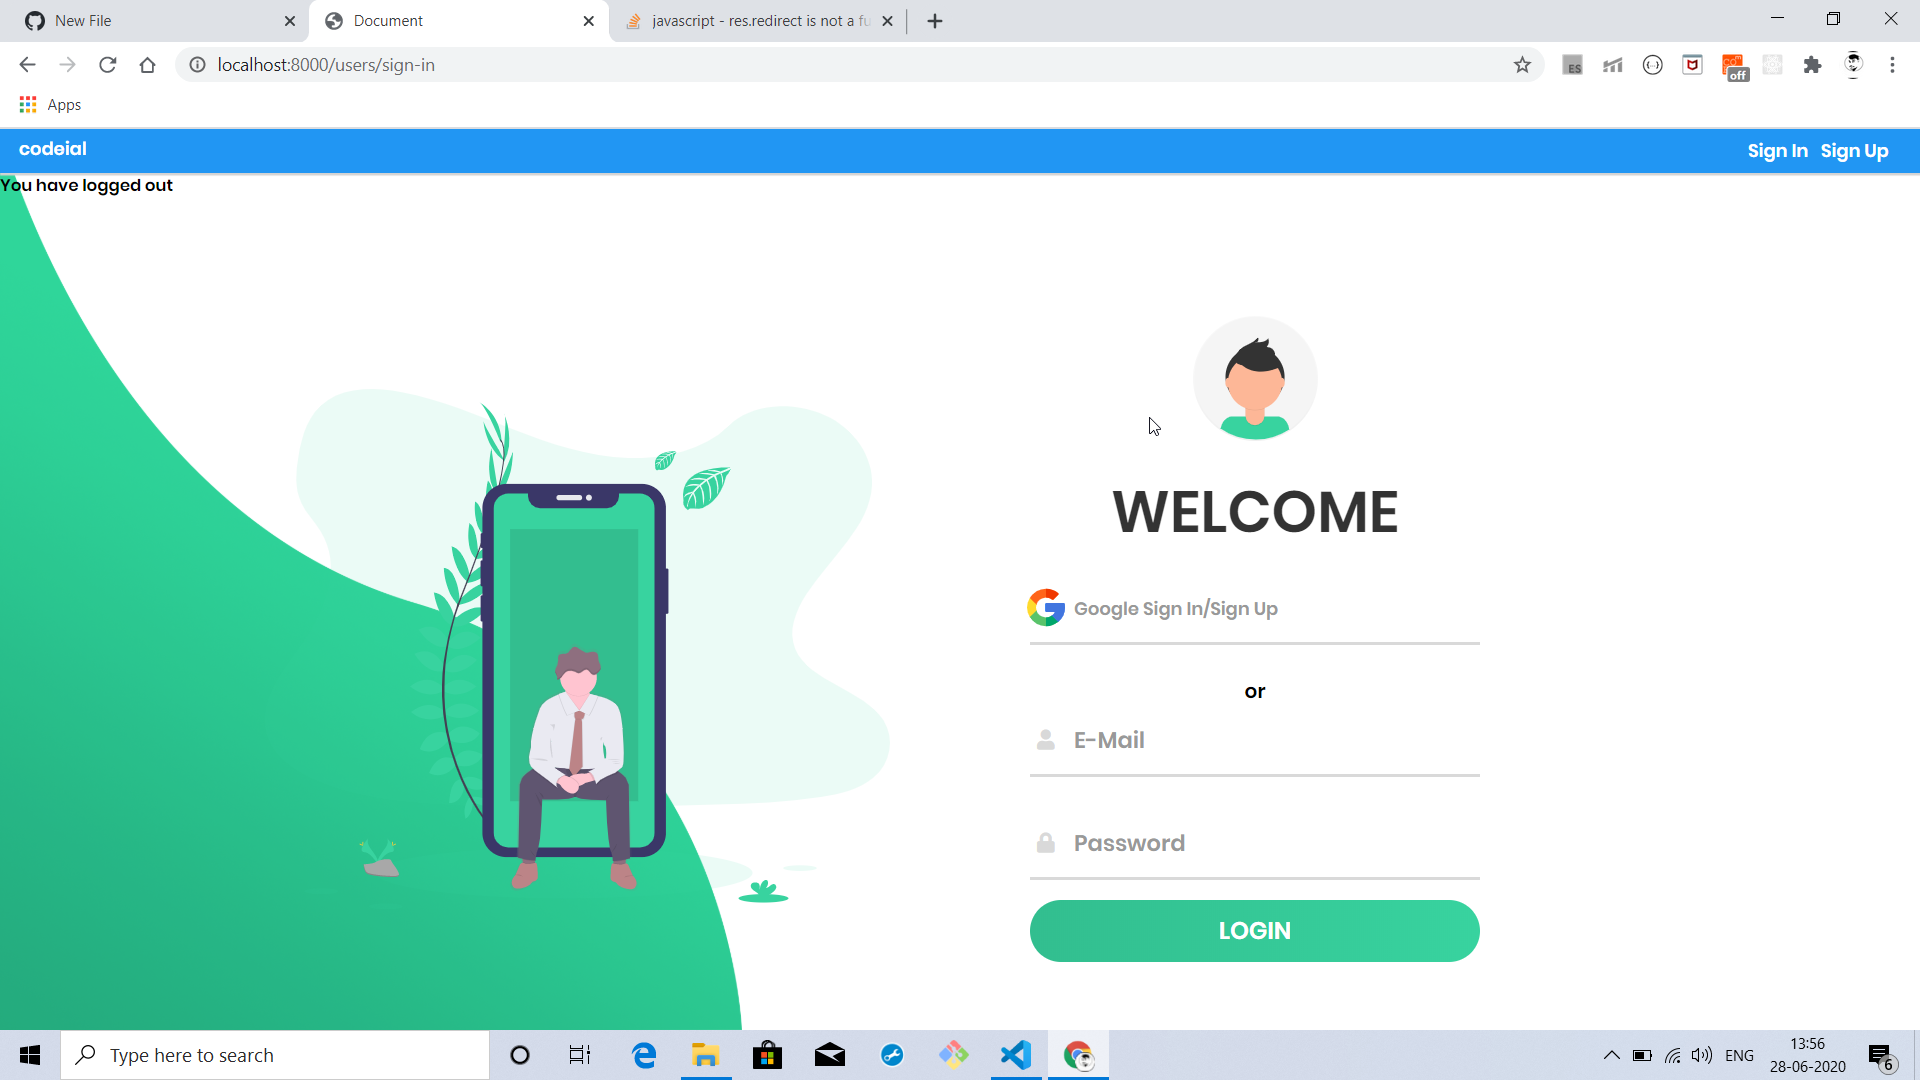 New File
Document
javascript - res.redirect is not a fu
localhost:8000/users/sign-in
ES
off
Apps
codeial
Sign In
Sign Up
You have logged out
WELCOME
Google Sign In/Sign Up
or
E-Mail
Password
LOGIN
Type here to search
ENG
13:56
28-06-2020
6